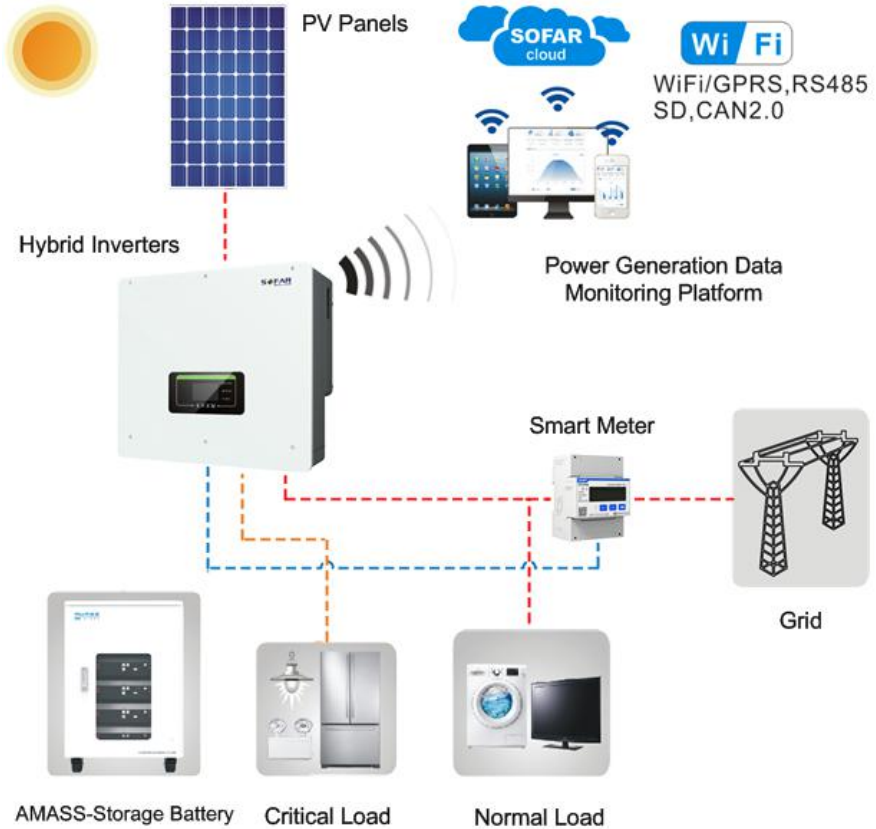 PV Panels
SOFAR
cloud
Wi Fi
WiFi/GPRS,RS485
SD,CAN2.0
Hybrid Inverters
SOFAR
Power Generation Data
Monitoring Platform
Smart Meter
Grid
AMASS-Storage Battery
Critical Load
Normal Load